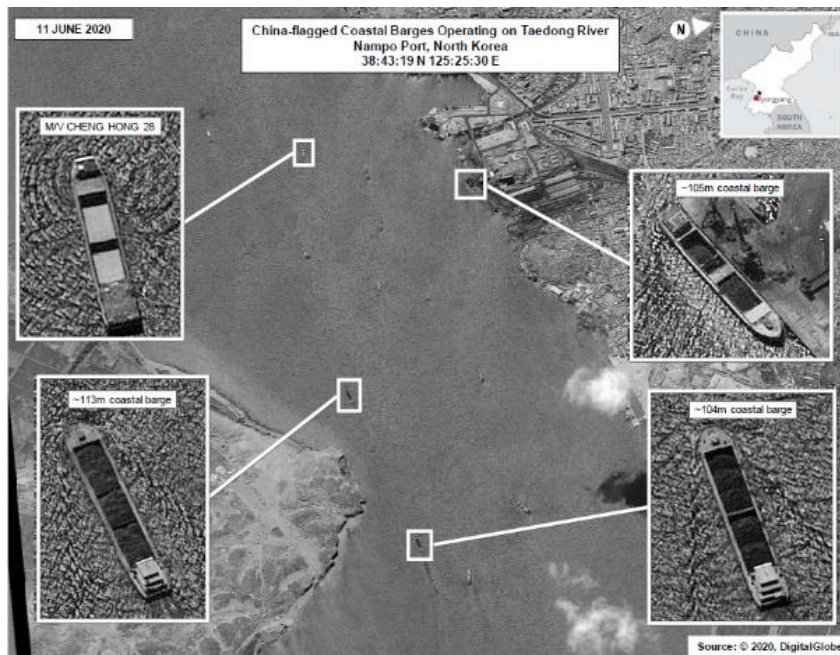 11 JUNE 2020
China-flagged Coastal Barges Operating on Taedong River
Nampo Port, North Korea
38:43:19 N 125:25:30 E
N
CHINA
Pyongyang
SOUTH
KOREA
M/V CHENG HONG 28
~105m coastal barge
~113m coastal barge
~104m coastal barge
Source: © 2020, DigitalGlobe